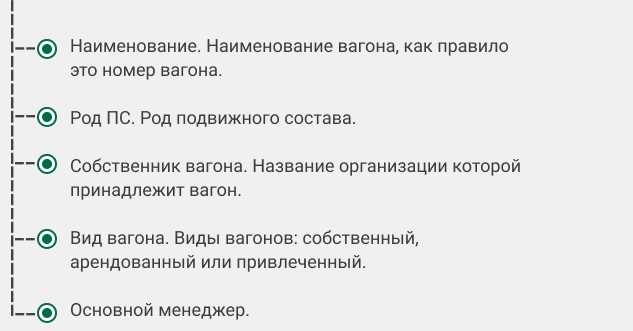 Наименование. Наименование вагона, как правило
это номер вагона.
Род ПС. Род подвижного состава.
Собственник вагона. Название организации которой
принадлежит вагон.
Вид вагона. Виды вагонов: собственный,
арендованный или привлеченный.
Основной менеджер.